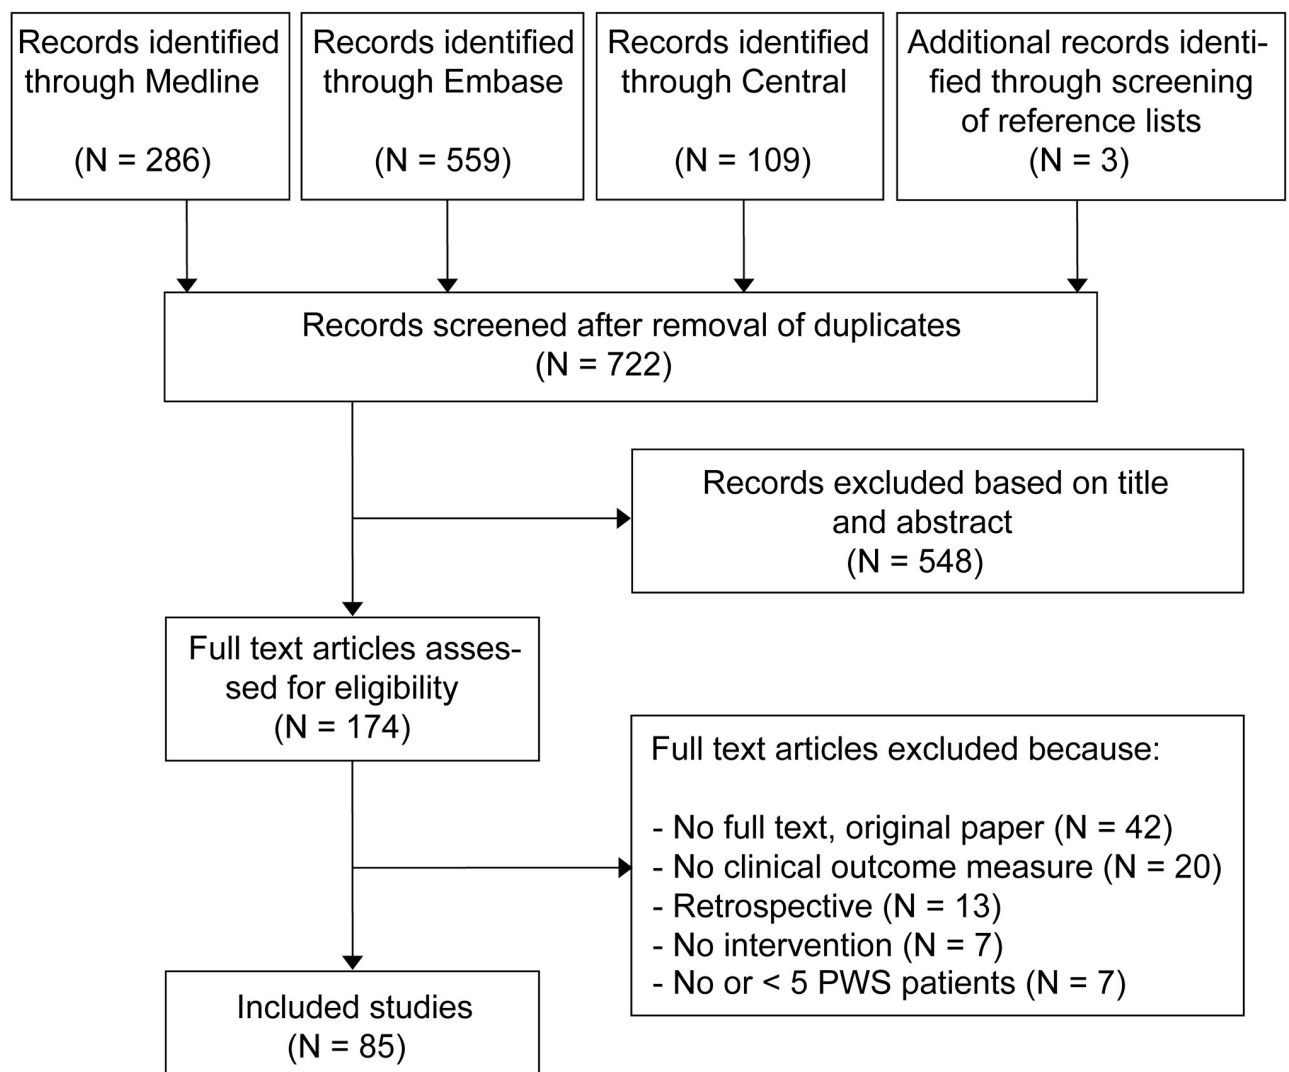 Records identified
through Medline
(N = 286)
Records identified
through Embase
(N = 559)
Records identified
through Central
(N = 109)
Additional records identi-
fied through screening
of reference lists
(N = 3)
Records screened after removal of duplicates
(N = 722)
Records excluded based on title
and abstract
(N = 548)
Full text articles asses-
sed for eligibility
(N = 174)
Full text articles excluded because:
- No full text, original paper (N = 42)
- No clinical outcome measure (N = 20)
- Retrospective (N = 13)
- No intervention (N = 7)
- No or < 5 PWS patients (N = 7)
Included studies
(N = 85)